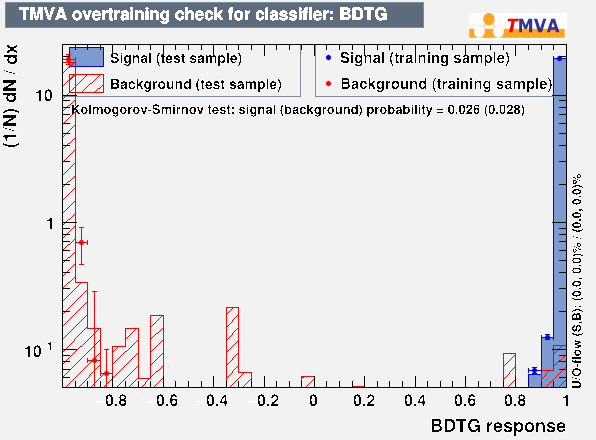 TMVA overtraining check for classifier: BDTG
TMVA
Signal (test sample)
Background (test sample)
Signal (training sample)
Background (training sample)
Kolmogorov-Smirnov test: signal (background) probability = 0.026 (0.028)
(1/N) dN / dx
10
1
10⁻¹
-0.8 -0.6 -0.4 -0.2 0 0.2 0.4 0.6 0.8 1
BDTG response
U/O-flow (S,B): (0.0, 0.0)% / (0.0, 0.0)%